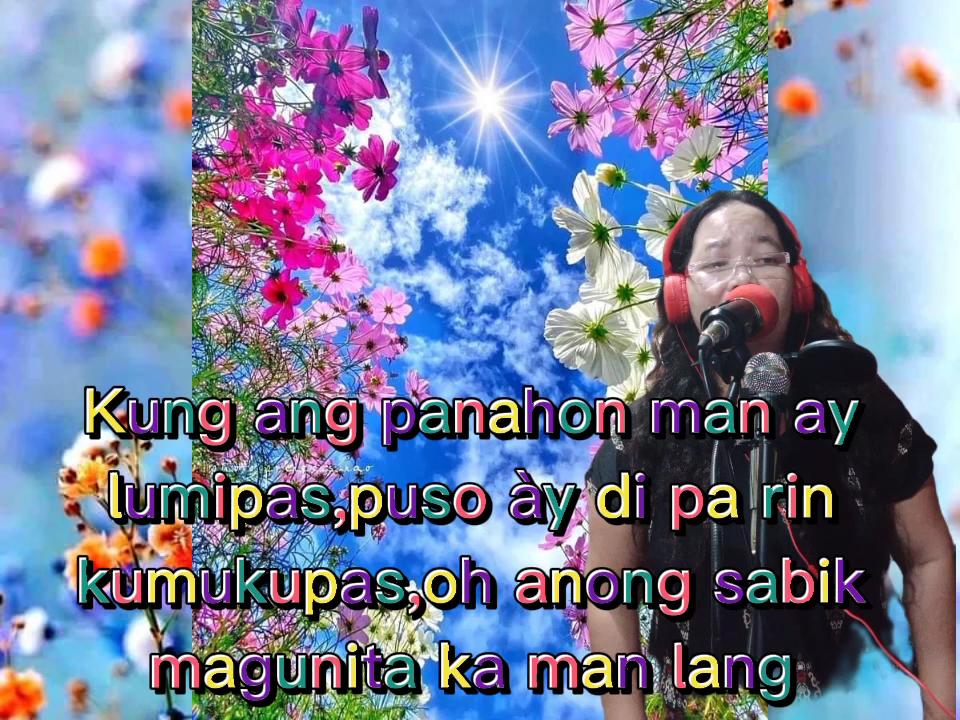 Kung ang panahon man ay
lumipas,puso ày di pa rin
kumukupas,oh anong sabik
magunita ka man lang